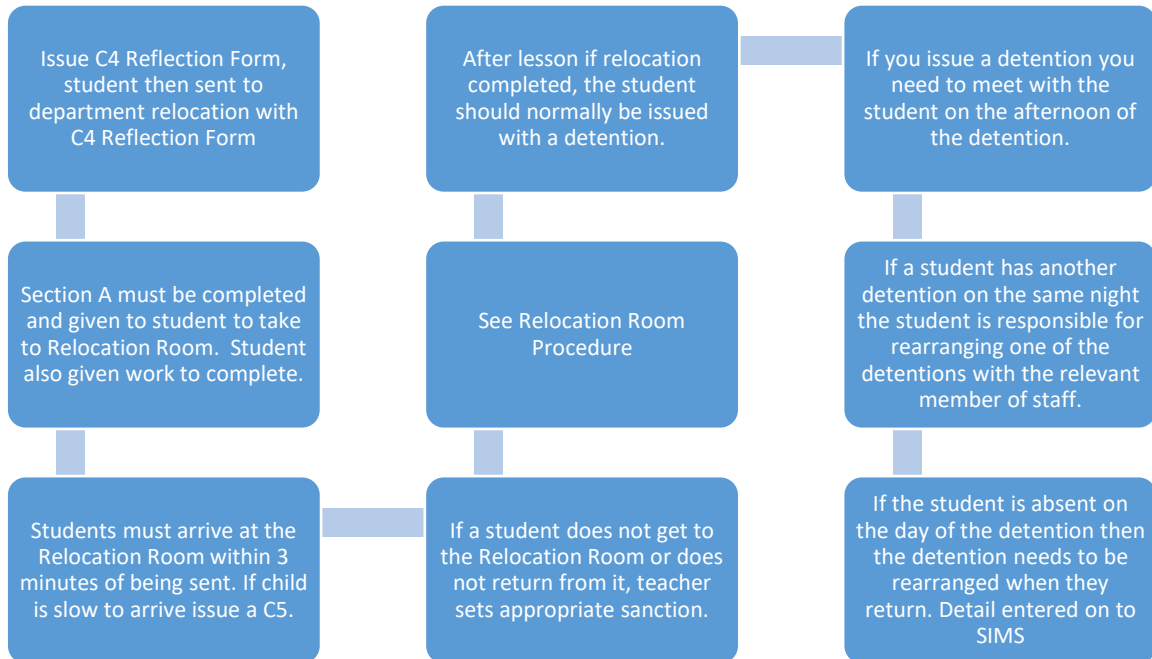 Issue C4 Reflection Form,
student then sent to
department relocation with
C4 Reflection Form
Section A must be completed
and given to student to take
to Relocation Room.  Student
also given work to complete.
Students must arrive at the
Relocation Room within 3
minutes of being sent. If child
is slow to arrive issue a C5.
If a student does not get to
the Relocation Room or does
not return from it, teacher
sets appropriate sanction.
See Relocation Room
Procedure
After lesson if relocation
completed, the student
should normally be issued
with a detention.
If you issue a detention you
need to meet with the
student on the afternoon of
the detention.
If a student has another
detention on the same night
the student is responsible for
rearranging one of the
detentions with the relevant
member of staff.
If the student is absent on
the day of the detention then
the detention needs to be
rearranged when they
return. Detail entered on to
SIMS